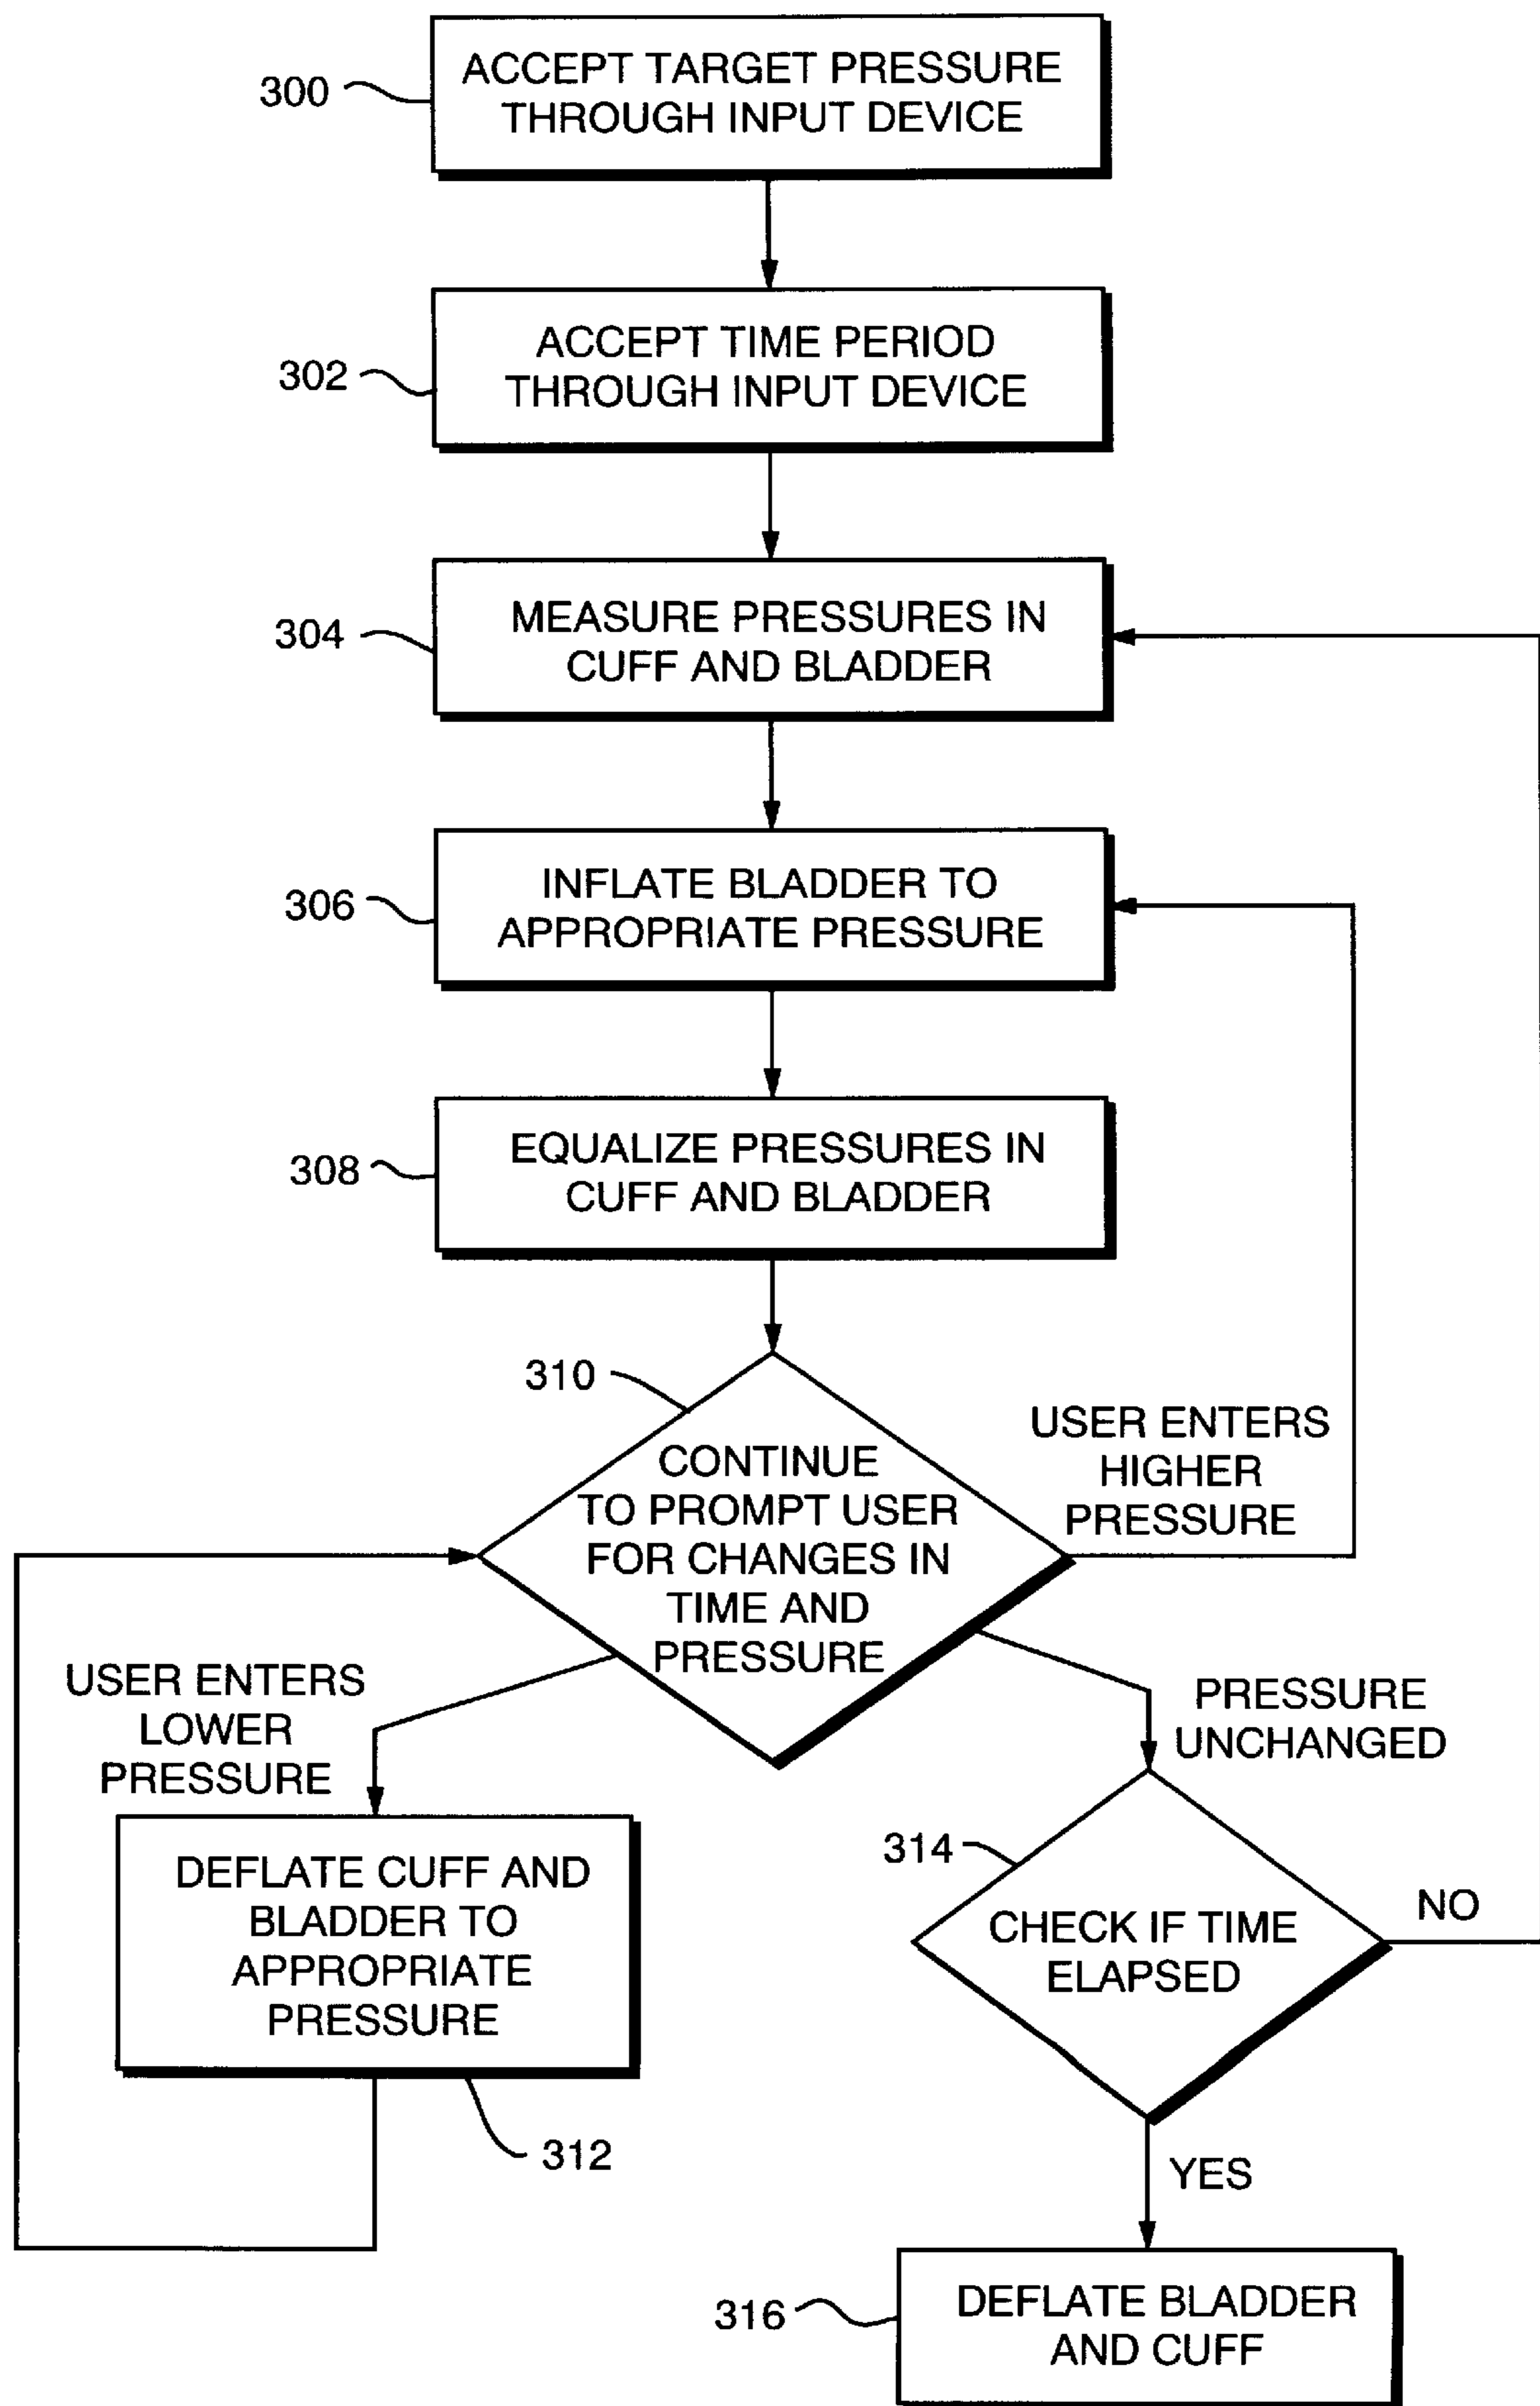 300
ACCEPT TARGET PRESSURE
THROUGH INPUT DEVICE
302
ACCEPT TIME PERIOD
THROUGH INPUT DEVICE
304
MEASURE PRESSURES IN
CUFF AND BLADDER
306
INFLATE BLADDER TO
APPROPRIATE PRESSURE
308
EQUALIZE PRESSURES IN
CUFF AND BLADDER
310
CONTINUE
TO PROMPT USER
FOR CHANGES IN
TIME AND
PRESSURE
USER ENTERS
HIGHER
PRESSURE
USER ENTERS
LOWER
PRESSURE
PRESSURE
UNCHANGED
DEFLATE CUFF AND
BLADDER TO
APPROPRIATE
PRESSURE
312
314
CHECK IF TIME
ELAPSED
NO
YES
316
DEFLATE BLADDER
AND CUFF